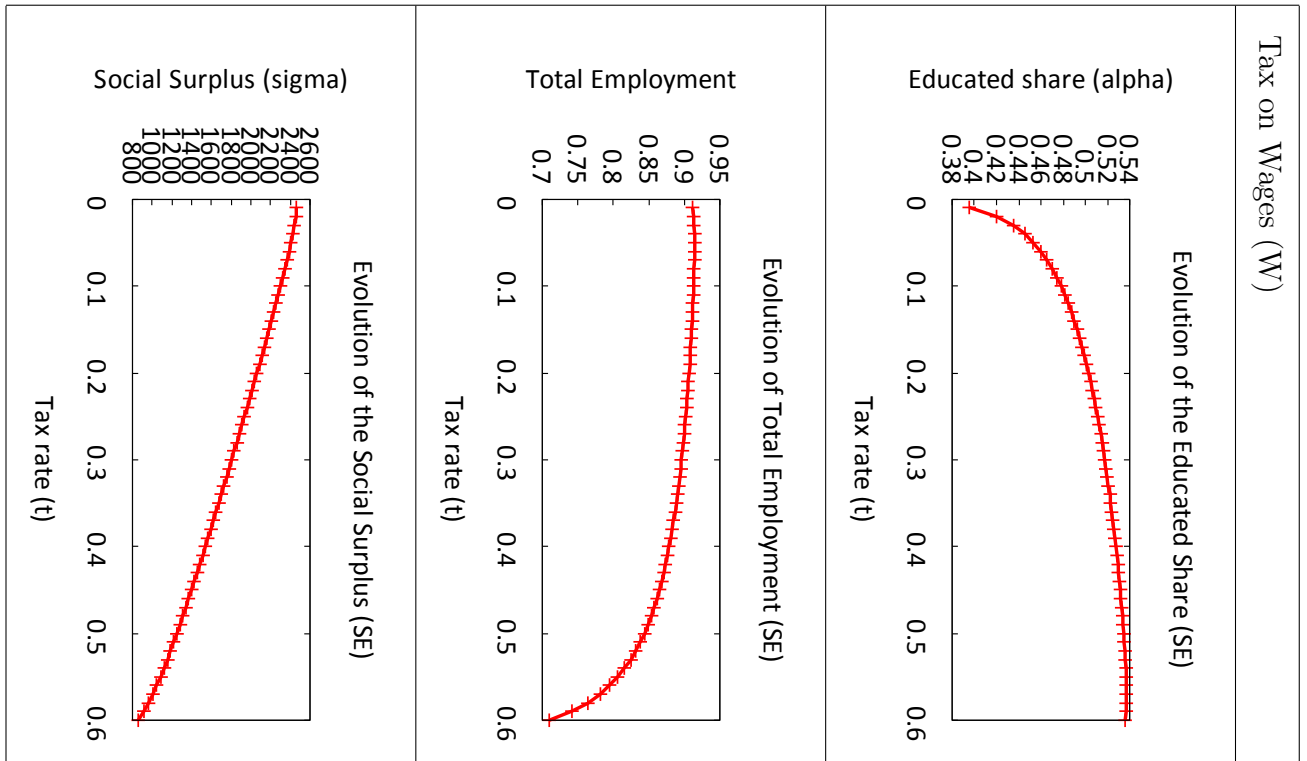 Tax on Wages (W)
Evolution of the Educated Share (SE)
Educated share (alpha)
0.54
0.52
0.5
0.48
0.46
0.44
0.42
0.4
0.38
0 0.1 0.2 0.3 0.4 0.5 0.6
Tax rate (t)
Evolution of Total Employment (SE)
Total Employment
0.95
0.9
0.85
0.8
0.75
0.7
0 0.1 0.2 0.3 0.4 0.5 0.6
Tax rate (t)
Evolution of the Social Surplus (SE)
Social Surplus (sigma)
2600
2400
2200
2000
1800
1600
1400
1200
1000
800
0 0.1 0.2 0.3 0.4 0.5 0.6
Tax rate (t)